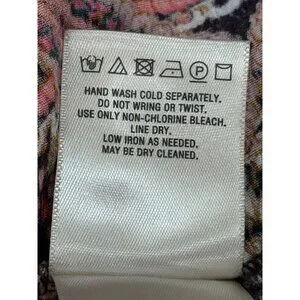 HAND WASH COLD SEPARATELY.
DO NOT WRING OR TWIST.
USE ONLY NON-CHLORINE BLEACH.
LINE DRY.
LOW IRON AS NEEDED.
MAY BE DRY CLEANED.